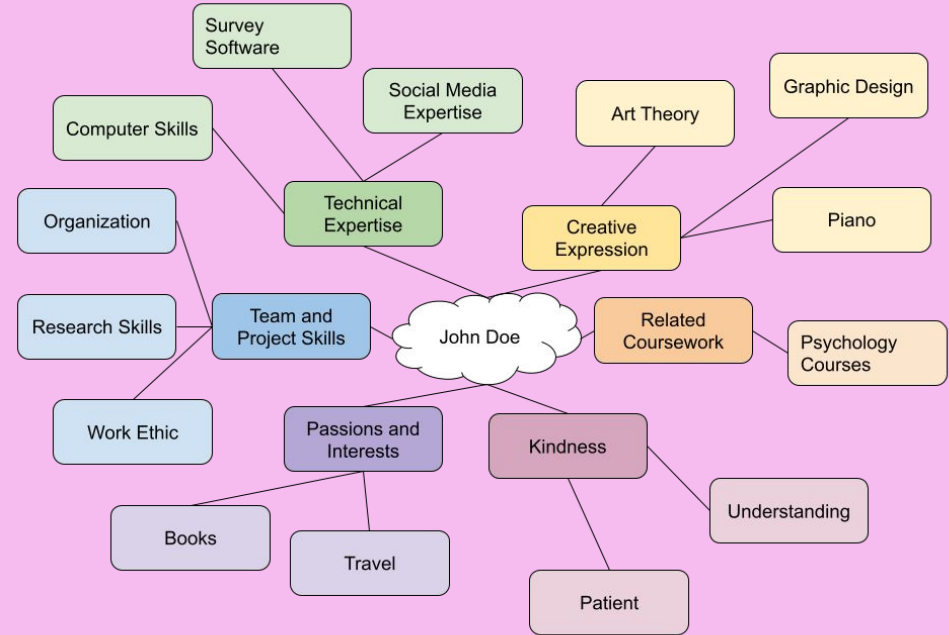 Survey
Software
Social Media
Expertise
Computer Skills
Technical
Expertise
Art Theory
Graphic Design
Creative
Expression
Piano
Organization
Research Skills
Work Ethic
Team and
Project Skills
John Doe
Related
Coursework
Psychology
Courses
Passions and
Interests
Books
Travel
Kindness
Understanding
Patient